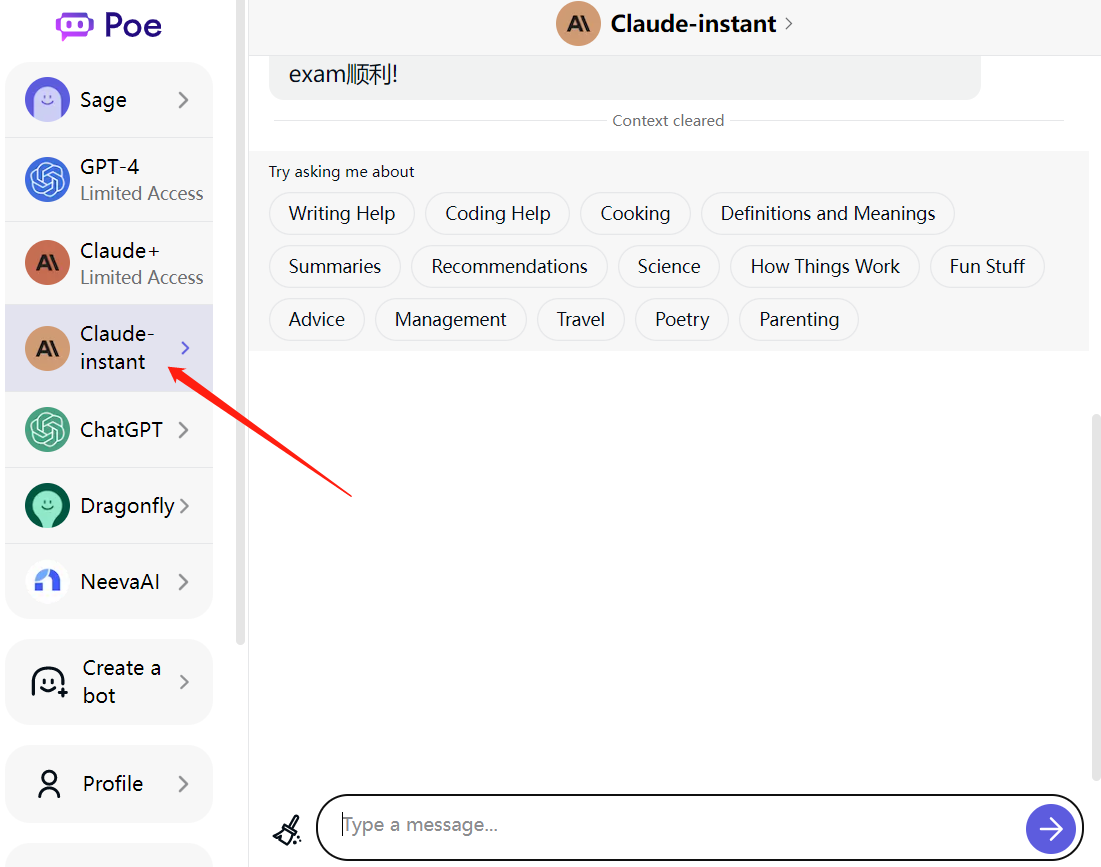 Poe
Sage
GPT-4
Limited Access
Claude+
Limited Access
Claude-
instant
ChatGPT
Dragonfly
NeevaAI
Create a
bot
Profile
Claude-instant
exam顺利!
Context cleared
Try asking me about
Writing Help
Coding Help
Cooking
Definitions and Meanings
Summaries
Recommendations
Science
How Things Work
Fun Stuff
Advice
Management
Travel
Poetry
Parenting
Type a message...